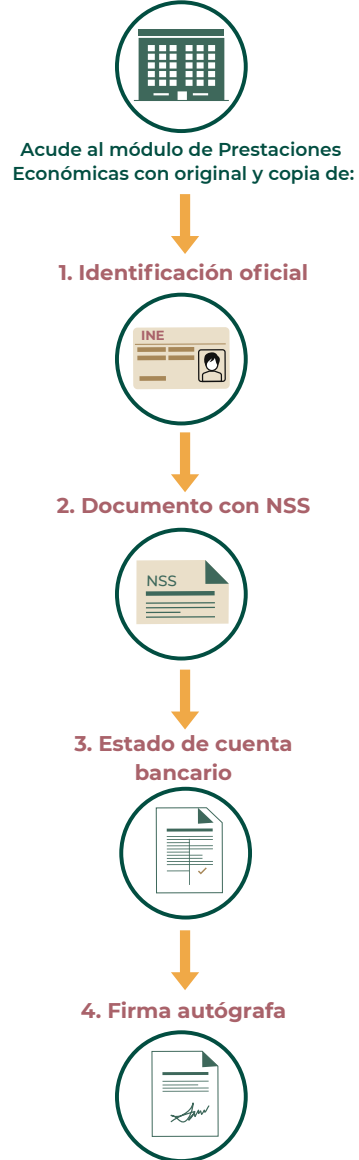 Acude al módulo de Prestaciones
Económicas con original y copia de:
1. Identificación oficial
INE
2. Documento con NSS
NSS
3. Estado de cuenta
bancario
4. Firma autógrafa